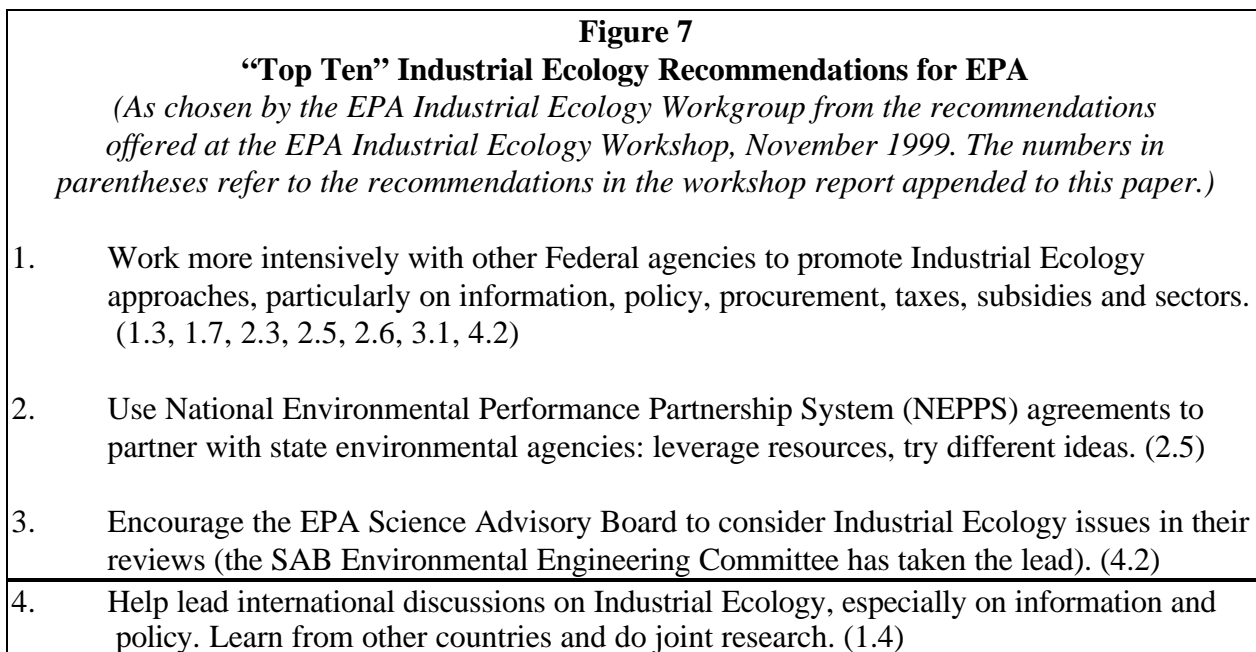 Figure 7
“Top Ten” Industrial Ecology Recommendations for EPA
(As chosen by the EPA Industrial Ecology Workgroup from the recommendations
offered at the EPA Industrial Ecology Workshop, November 1999. The numbers in
parentheses refer to the recommendations in the workshop report appended to this paper.)
1. Work more intensively with other Federal agencies to promote Industrial Ecology
approaches, particularly on information, policy, procurement, taxes, subsidies and sectors.
(1.3, 1.7, 2.3, 2.5, 2.6, 3.1, 4.2)
2. Use National Environmental Performance Partnership System (NEPPS) agreements to
partner with state environmental agencies: leverage resources, try different ideas. (2.5)
3. Encourage the EPA Science Advisory Board to consider Industrial Ecology issues in their
reviews (the SAB Environmental Engineering Committee has taken the lead). (4.2)
4. Help lead international discussions on Industrial Ecology, especially on information and
policy. Learn from other countries and do joint research. (1.4)